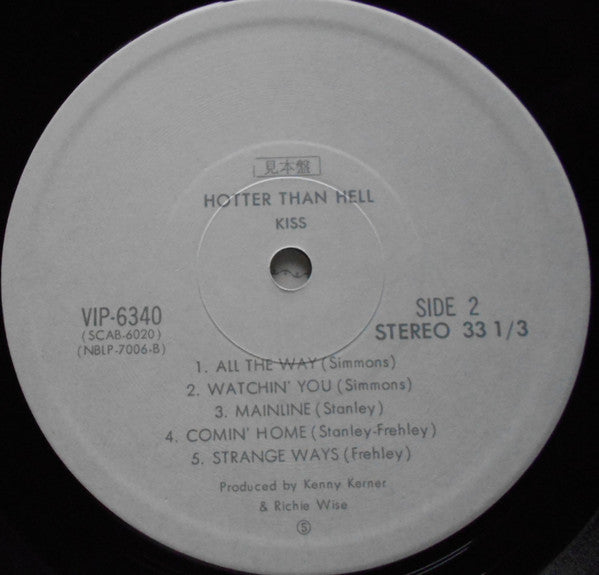 見本盤
HOTTER THAN HELL
KISS
VIP-6340
(SCAB-6020)
(NBLP-7006-B)
SIDE 2
STEREO 33 1/3
1. ALL THE WAY (Simmons)
2. WATCHIN' YOU (Simmons)
3. MAINLINE (Stanley)
4. COMIN' HOME (Stanley-Frehley)
5. STRANGE WAYS (Frehley)
Produced by Kenny Kerner
& Richie Wise
Ⓢ